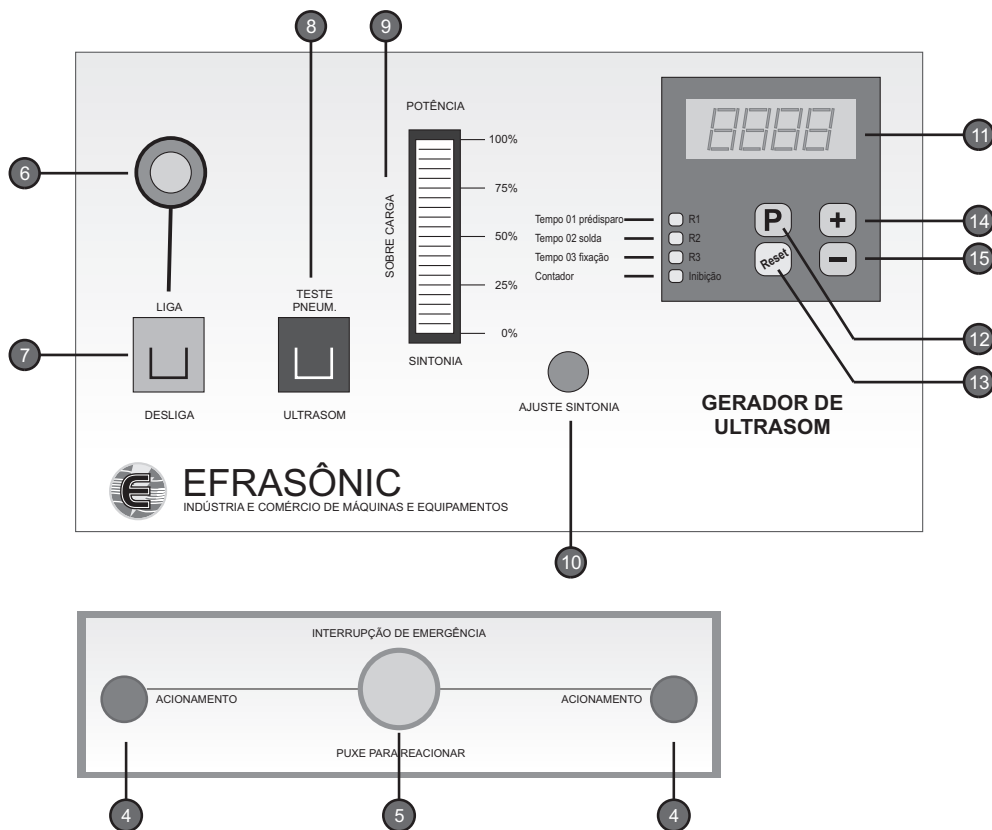 8
9
POTÊNCIA
11
100%
6
75%
SOBRE CARGA
Tempo 01 prédisparo
R1
P
+
14
Tempo 02 solda
R2
50%
Tempo 03 fixação
R3
Reset
−
15
Contador
Inibição
25%
LIGA
TESTE
PNEUM.
0%
12
7
SINTONIA
13
DESLIGA
ULTRASOM
AJUSTE SINTONIA
GERADOR DE
ULTRASOM
E
EFRASÔNIC
INDÚSTRIA E COMÉRCIO DE MÁQUINAS E EQUIPAMENTOS
10
INTERRUPÇÃO DE EMERGÊNCIA
ACIONAMENTO
ACIONAMENTO
PUXE PARA REACIONAR
4
5
4